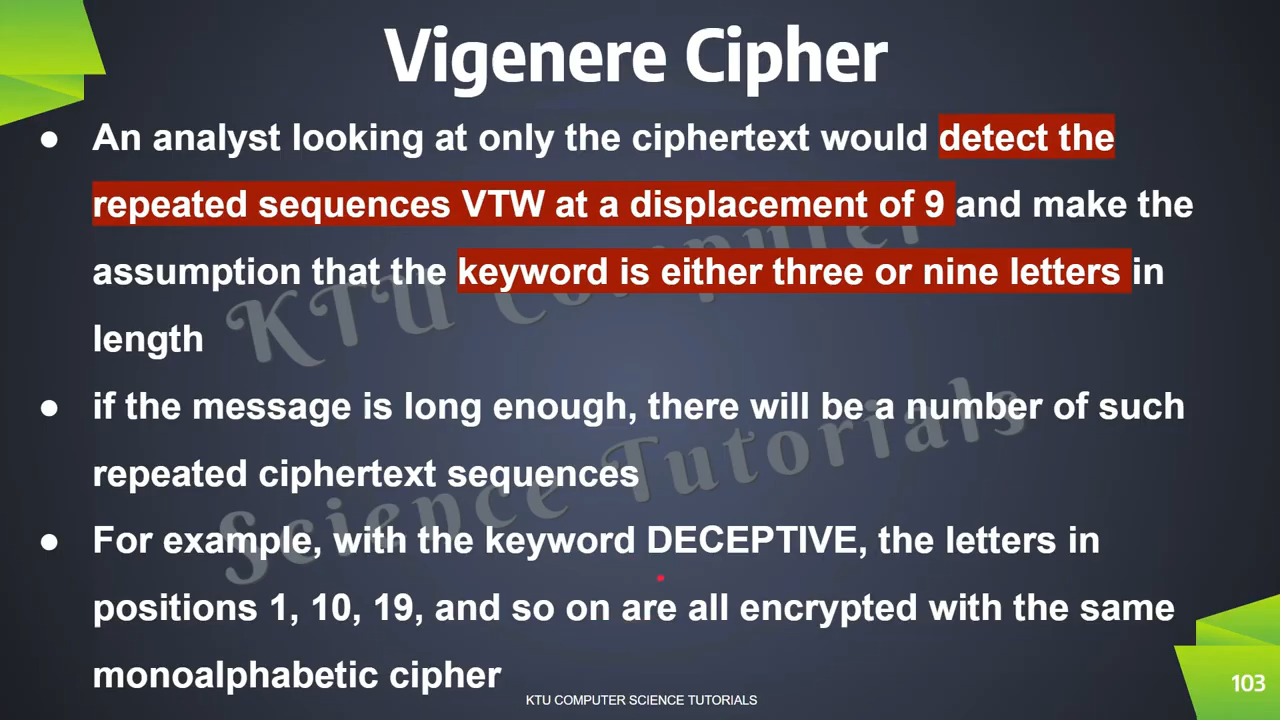 Vigenere Cipher
● An analyst looking at only the ciphertext would detect the
repeated sequences VTW at a displacement of 9 and make the
assumption that the keyword is either three or nine letters in
length
● if the message is long enough, there will be a number of such
repeated ciphertext sequences
● For example, with the keyword DECEPTIVE, the letters in
positions 1, 10, 19, and so on are all encrypted with the same
monoalphabetic cipher
KTU Computer
Science Tutorials
KTU COMPUTER SCIENCE TUTORIALS
103